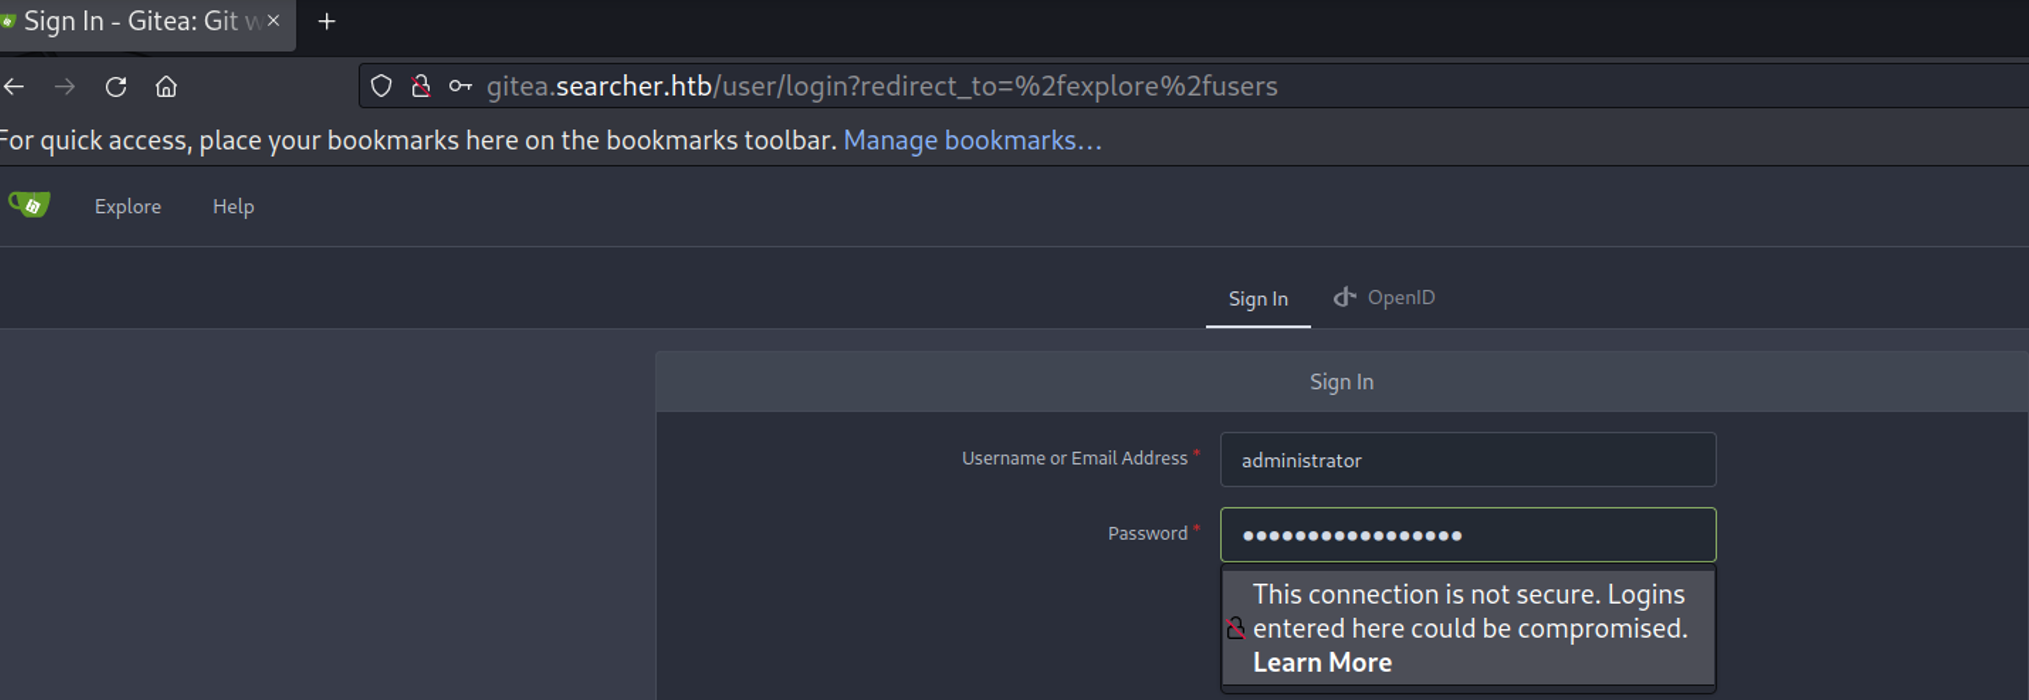 Sign In - Gitea: Git w
gitea.searcher.htb/user/login?redirect_to=%2fexplore%2fusers
For quick access, place your bookmarks here on the bookmarks toolbar. Manage bookmarks…
Explore Help
Sign In OpenID
Sign In
Username or Email Address * administrator
Password * •••••••••••••••••
This connection is not secure. Logins
entered here could be compromised.
Learn More